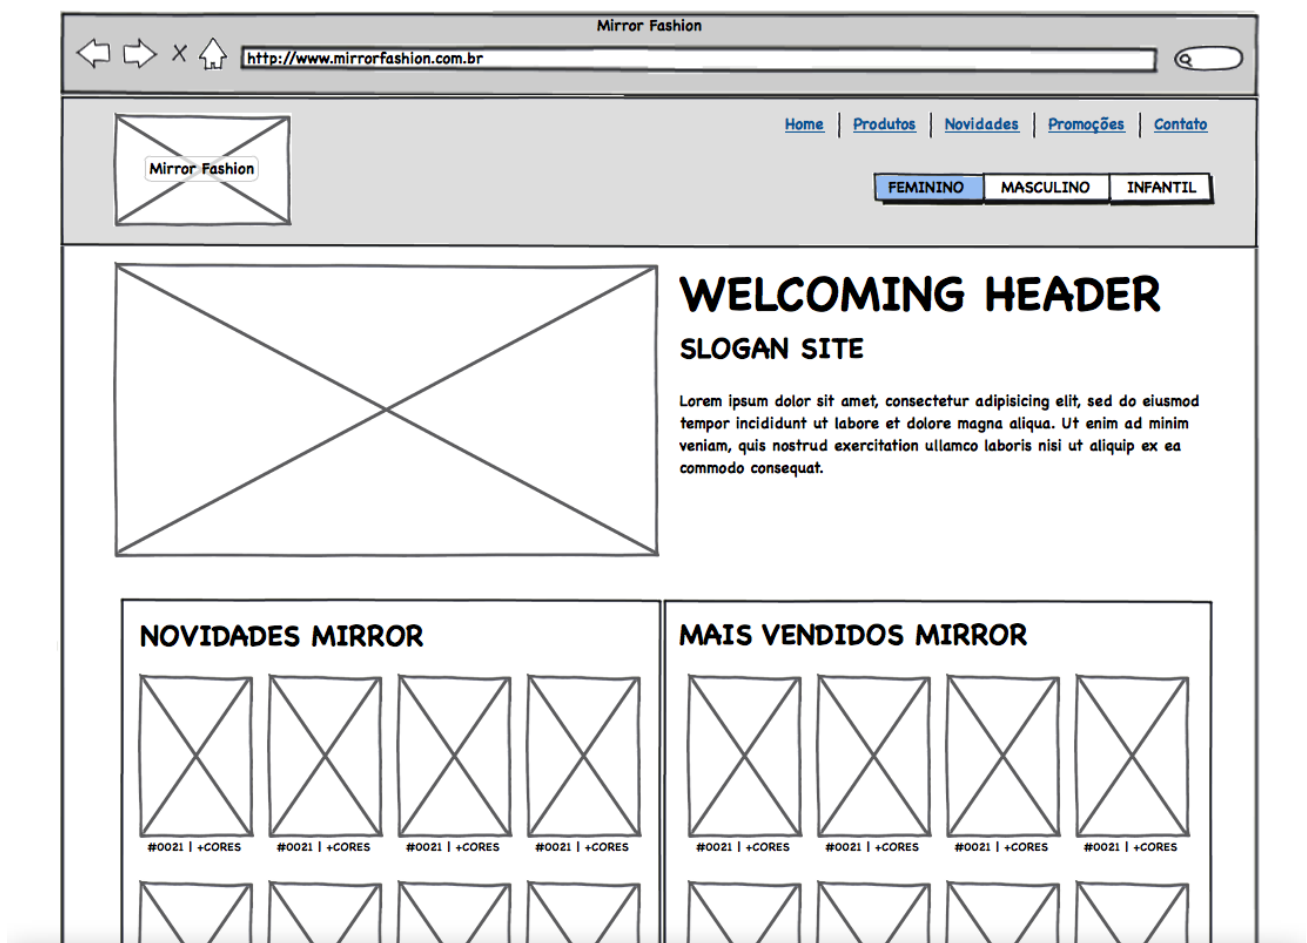 Mirror Fashion
http://www.mirrorfashion.com.br
Home | Produtos | Novidades | Promoções | Contato
Mirror Fashion
FEMININO MASCULINO INFANTIL
WELCOMING HEADER
SLOGAN SITE
Lorem ipsum dolor sit amet, consectetur adipisicing elit, sed do eiusmod
tempor incididunt ut labore et dolore magna aliqua. Ut enim ad minim
veniam, quis nostrud exercitation ullamco laboris nisi ut aliquip ex ea
commodo consequat.
NOVIDADES MIRROR
#0021 | +CORES #0021 | +CORES #0021 | +CORES #0021 | +CORES
MAIS VENDIDOS MIRROR
#0021 | +CORES #0021 | +CORES #0021 | +CORES #0021 | +CORES